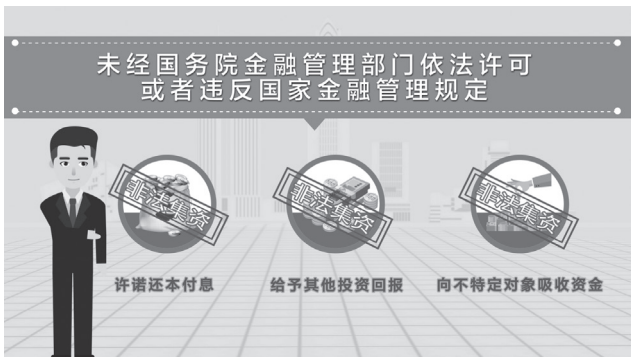 未经国务院金融管理部门依法许可
或者违反国家金融管理规定
非法集资
非法集资
非法集资
许诺还本付息
给予其他投资回报
向不特定对象吸收资金